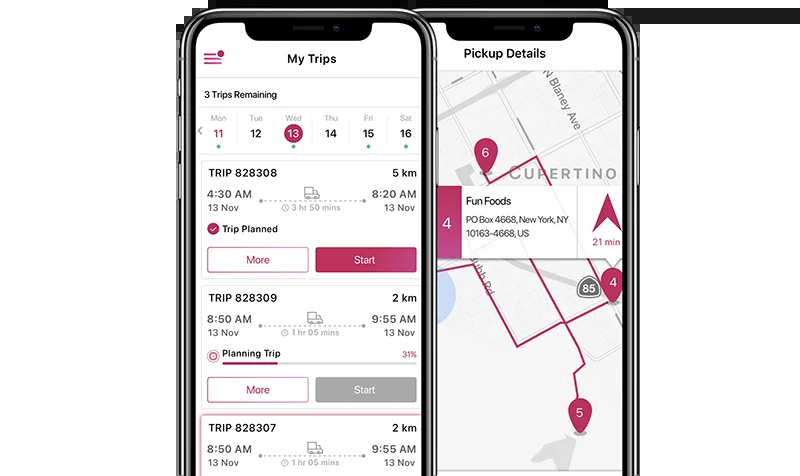 My Trips
3 Trips Remaining
Mon Tue Wed Thu Fri Sat
11 12 13 14 15 16
TRIP 828308 5 km
4:30 AM 8:20 AM
13 Nov 3 hr 50 mins 13 Nov
Trip Planned
More Start
TRIP 828309 2 km
8:50 AM 9:55 AM
13 Nov 1 hr 05 mins 13 Nov
Planning Trip 31%
More Start
TRIP 828307 2 km
8:50 AM 9:55 AM
13 Nov 1 hr 05 mins 13 Nov
Pickup Details
N Blaney Ave
6
CUPERTINO
4
Fun Foods
PO Box 4668, New York, NY
10163-4668, US
21 min
85
4
5